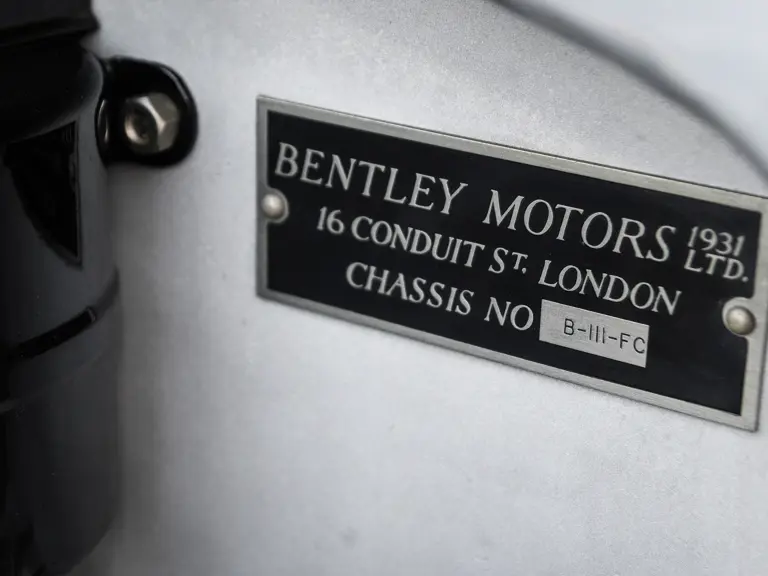 BENTLEY MOTORS 1931 LTD.
16 CONDUIT ST. LONDON
CHASSIS NO B-111-FC